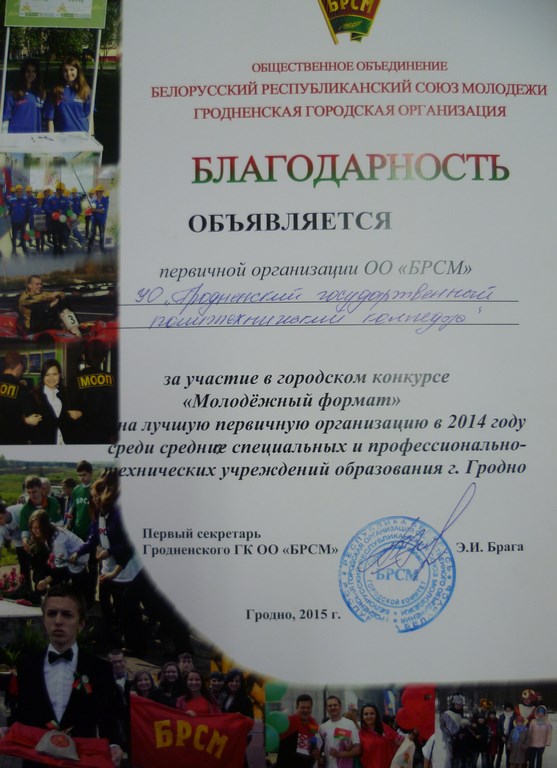 БРСМ
ОБЩЕСТВЕННОЕ ОБЪЕДИНЕНИЕ
БЕЛОРУССКИЙ РЕСПУБЛИКАНСКИЙ СОЮЗ МОЛОДЕЖИ
ГРОДНЕНСКАЯ ГОРОДСКАЯ ОРГАНИЗАЦИЯ
БЛАГОДАРНОСТЬ
ОБЪЯВЛЯЕТСЯ
первичной организации ОО «БРСМ»
УО „Гродненский государственный
политехнический колледж"
за участие в городском конкурсе
«Молодёжный формат»
на лучшую первичную организацию в 2014 году
среди средних специальных и профессионально-
технических учреждений образования г. Гродно
Первый секретарь
Гродненского ГК ОО «БРСМ»
Э.И. Брага
БРСМ
ГОРОДСКОЙ КОМИТЕТ
Гродно, 2015 г.
МООП
МООП
БРСМ